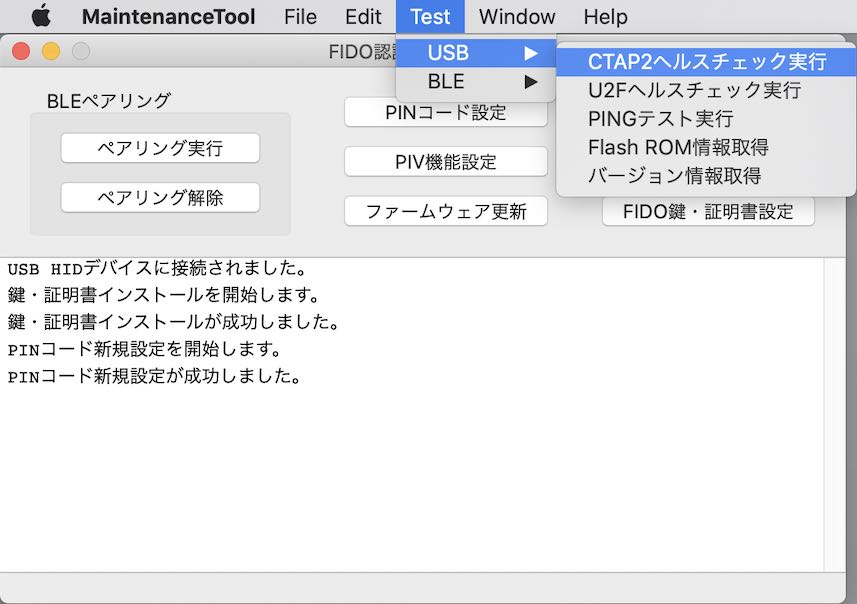 MaintenanceTool File Edit Test Window Help
FIDO認
USB
BLE
CTAP2ヘルスチェック実行
U2Fヘルスチェック実行
PINGテスト実行
Flash ROM情報取得
バージョン情報取得
BLEペアリング
ペアリング実行
ペアリング解除
PINコード設定
PIV機能設定
ファームウェア更新
FIDO鍵・証明書設定
USB HIDデバイスに接続されました。
鍵・証明書インストールを開始します。
鍵・証明書インストールが成功しました。
PINコード新規設定を開始します。
PINコード新規設定が成功しました。